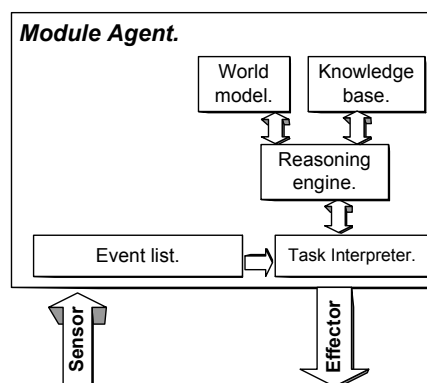 Module Agent.
World
model.
Knowledge
base.
Reasoning
engine.
Event list.
Task Interpreter.
Sensor
Effector